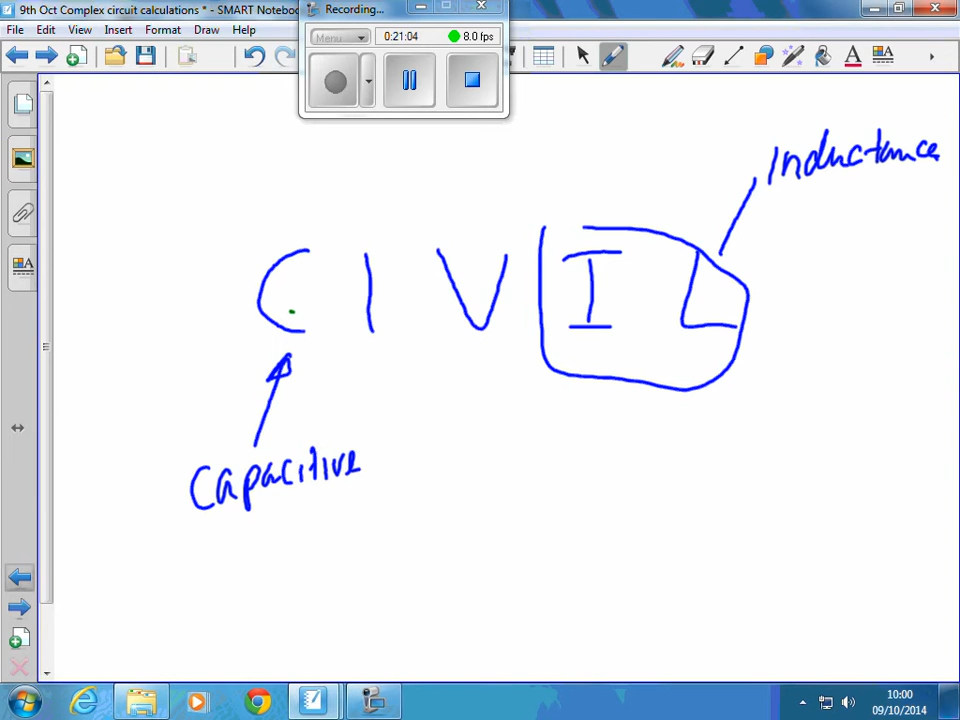 9th Oct Complex circuit calculations * - SMART Notebo
Recording...
File Edit View Insert Format Draw Help
Menu 0:21:04 8.0 fps
Inductance
C I V I L
Capacitive
10:00
09/10/2014